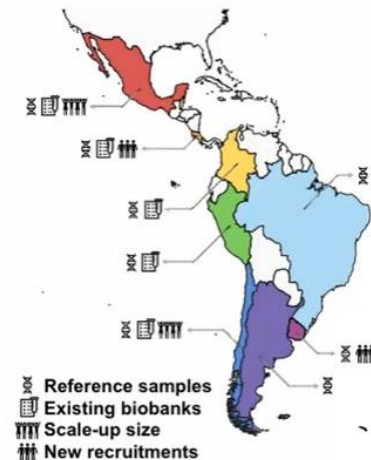 Reference samples
Existing biobanks
Scale-up size
New recruitments